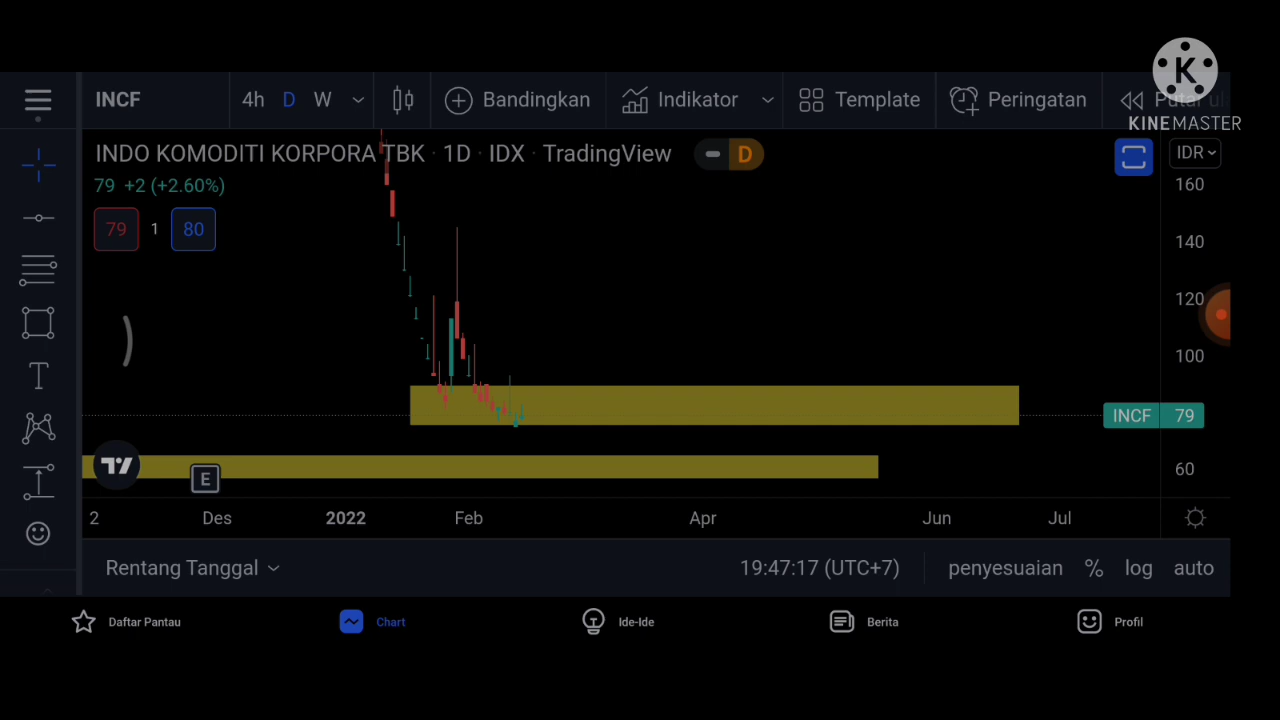 INCF 4h D W Bandingkan Indikator Template Peringatan
KINEMASTER
INDO KOMODITI KORPORA TBK · 1D · IDX · TradingView D IDR
79 +2 (+2.60%)
79 1 80
160
140
120
100
INCF 79
60
E
2 Des 2022 Feb Apr Jun Jul
Rentang Tanggal 19:47:17 (UTC+7) penyesuaian % log auto
Daftar Pantau Chart Ide-Ide Berita Profil